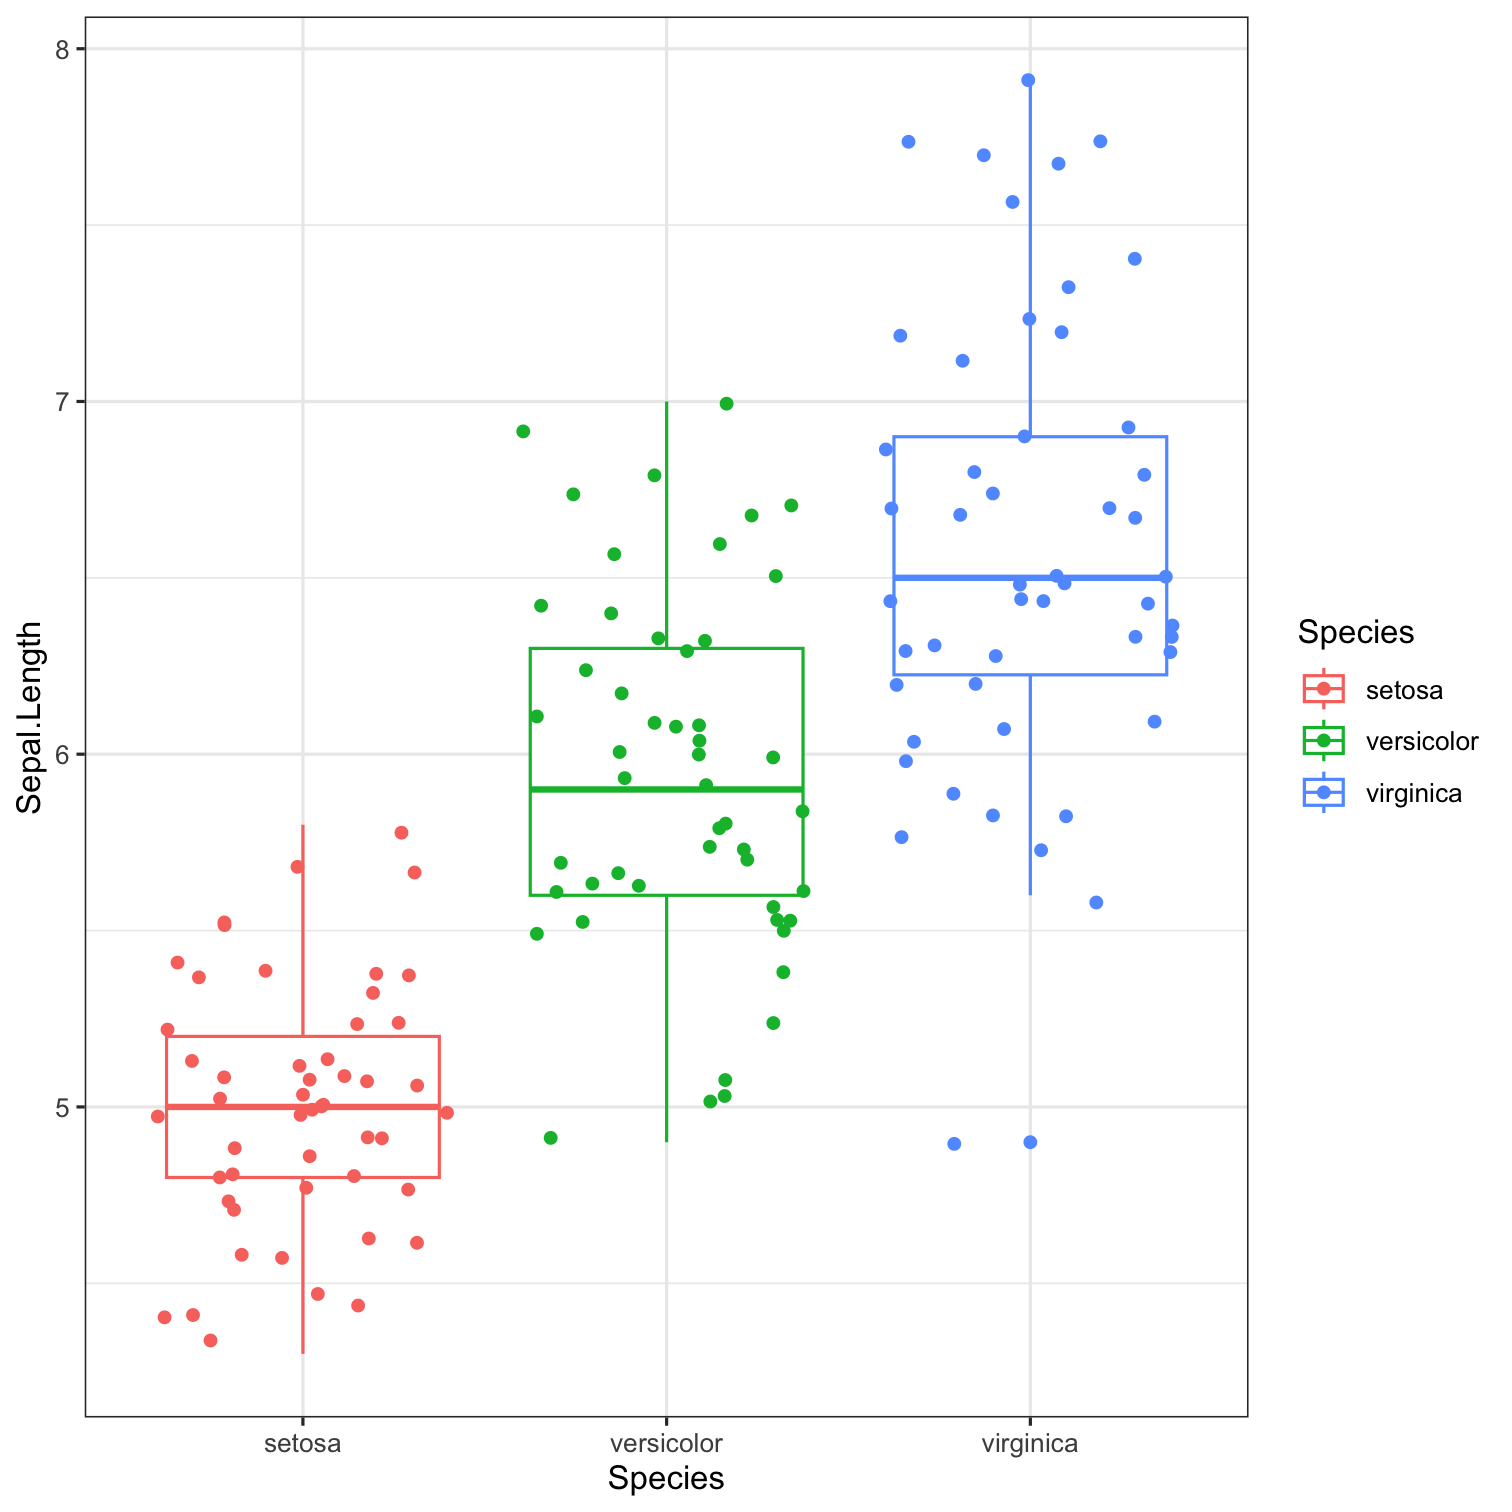 8
7
6
5
Sepal.Length
setosa
versicolor
virginica
Species
Species
setosa
versicolor
virginica